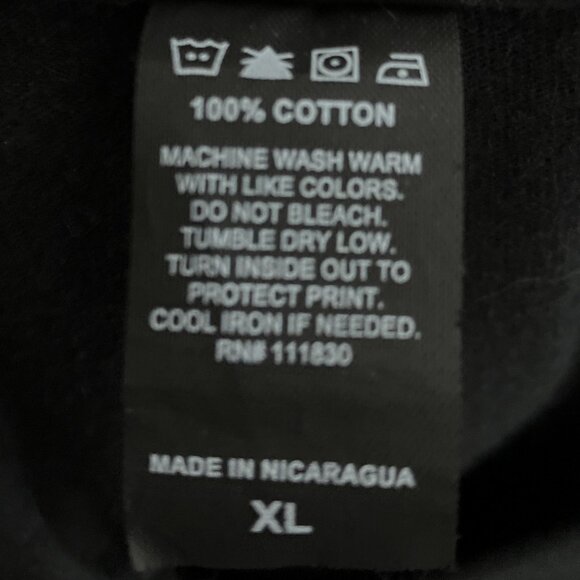 100% COTTON
MACHINE WASH WARM
WITH LIKE COLORS.
DO NOT BLEACH.
TUMBLE DRY LOW.
TURN INSIDE OUT TO
PROTECT PRINT.
COOL IRON IF NEEDED.
RN# 111830
MADE IN NICARAGUA
XL